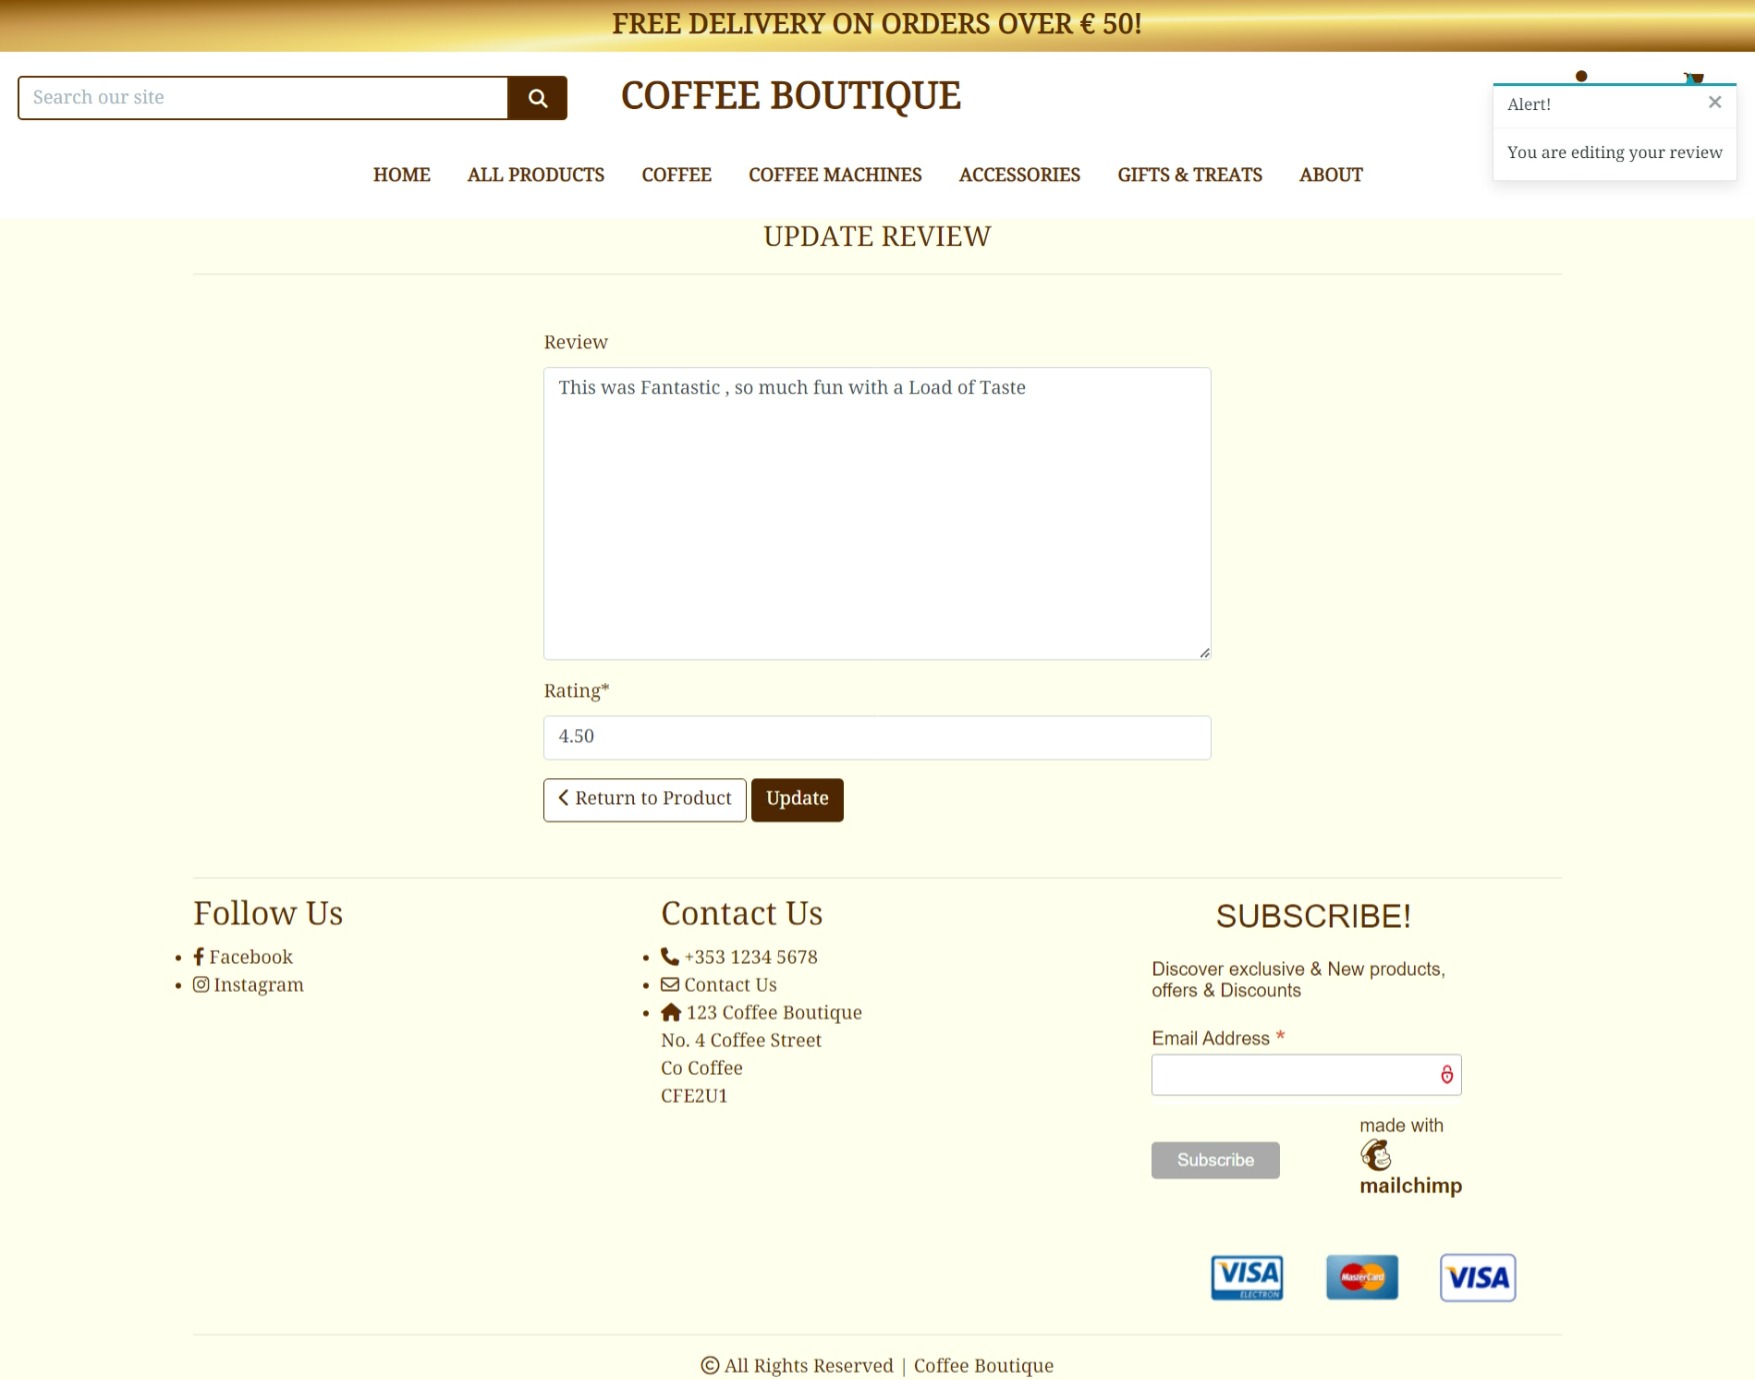 FREE DELIVERY ON ORDERS OVER € 50!
Search our site
COFFEE BOUTIQUE
Alert!
You are editing your review
HOME
ALL PRODUCTS
COFFEE
COFFEE MACHINES
ACCESSORIES
GIFTS & TREATS
ABOUT
UPDATE REVIEW
Review
This was Fantastic , so much fun with a Load of Taste
Rating*
4.50
Return to Product
Update
Follow Us
Facebook
Instagram
Contact Us
+353 1234 5678
Contact Us
123 Coffee Boutique
No. 4 Coffee Street
Co Coffee
CFE2U1
SUBSCRIBE!
Discover exclusive & New products,
offers & Discounts
Email Address *
Subscribe
made with
mailchimp
VISA
ELECTRON
MasterCard
VISA
© All Rights Reserved | Coffee Boutique